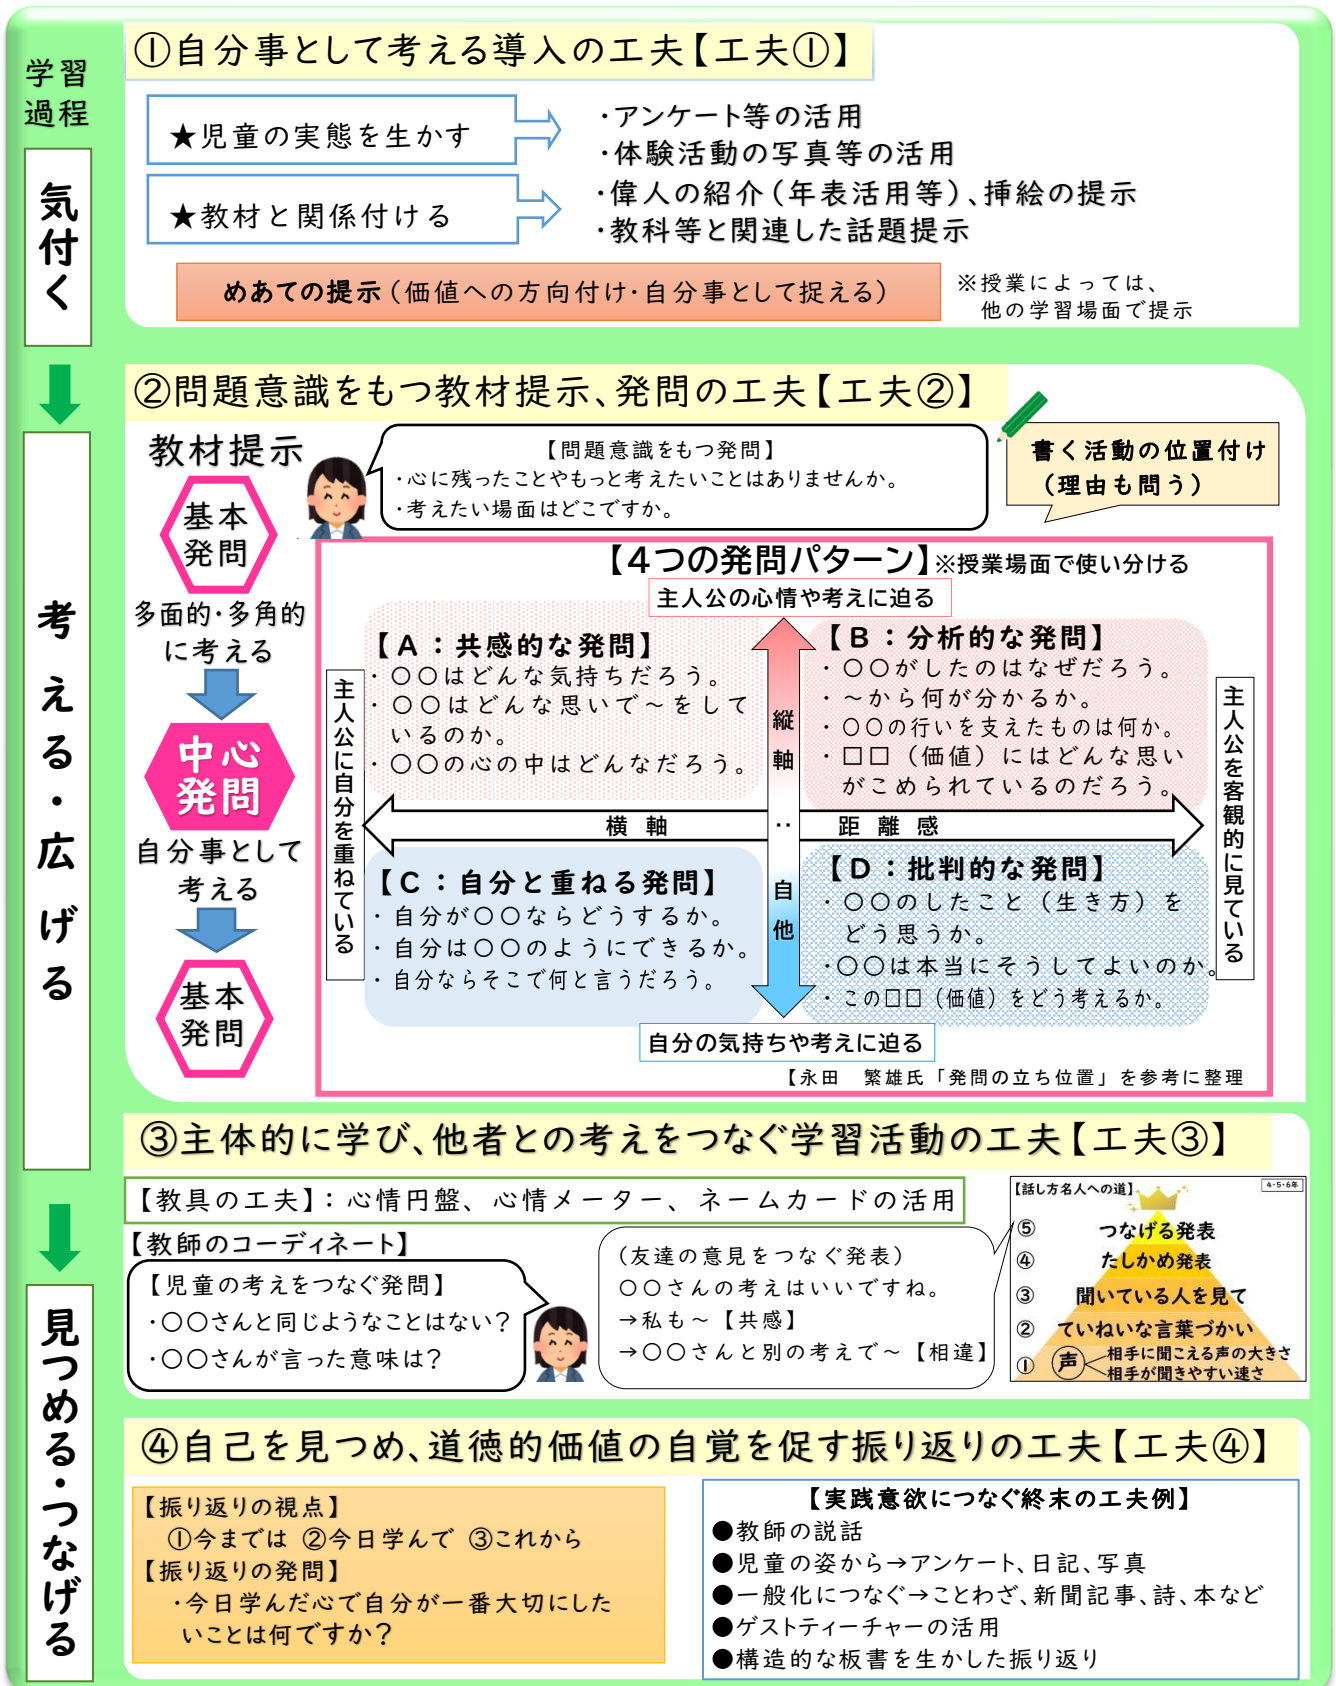 学習
過程
気付く
①自分事として考える導入の工夫【工夫①】
★児童の実態を生かす
・アンケート等の活用
・体験活動の写真等の活用
★教材と関係付ける
・偉人の紹介（年表活用等）、挿絵の提示
・教科等と関連した話題提示
めあての提示（価値への方向付け・自分事として捉える）
※授業によっては、
他の学習場面で提示
考える・広げる
②問題意識をもつ教材提示、発問の工夫【工夫②】
教材提示
基本
発問
多面的・多角的
に考える
中心
発問
自分事として
考える
基本
発問
【問題意識をもつ発問】
・心に残ったことやもっと考えたいことはありませんか。
・考えたい場面はどこですか。
書く活動の位置付け
（理由も問う）
【４つの発問パターン】※授業場面で使い分ける
主人公の心情や考えに迫る
主人公に自分を重ねている
【Ａ：共感的な発問】
・〇〇はどんな気持ちだろう。
・〇〇はどんな思いで～をして
いるのか。
・〇〇の心の中はどんなだろう。
【Ｂ：分析的な発問】
・〇〇がしたのはなぜだろう。
・～から何が分かるか。
・〇〇の行いを支えたものは何か。
・□□（価値）にはどんな思い
がこめられているのだろう。
主人公を客観的に見ている
縦軸：自他
横軸：距離感
【Ｃ：自分と重ねる発問】
・自分が〇〇ならどうするか。
・自分は〇〇のようにできるか。
・自分ならそこで何と言うだろう。
【Ｄ：批判的な発問】
・〇〇のしたこと（生き方）を
どう思うか。
・〇〇は本当にそうしてよいのか。
・この□□（価値）をどう考えるか。
自分の気持ちや考えに迫る
【永田　繁雄氏「発問の立ち位置」を参考に整理
③主体的に学び、他者との考えをつなぐ学習活動の工夫【工夫③】
【教具の工夫】：心情円盤、心情メーター、ネームカードの活用
【教師のコーディネート】
【児童の考えをつなぐ発問】
・〇〇さんと同じようなことはない？
・〇〇さんが言った意味は？
（友達の意見をつなぐ発表）
〇〇さんの考えはいいですね。
→私も～【共感】
→〇〇さんと別の考えで～【相違】
【話し方名人への道】
4・5・6年
⑤ つなげる発表
④ たしかめ発表
③ 聞いている人を見て
② ていねいな言葉づかい
① 声 相手に聞こえる声の大きさ
相手が聞きやすい速さ
見つめる・つなげる
④自己を見つめ、道徳的価値の自覚を促す振り返りの工夫【工夫④】
【振り返りの視点】
①今までは ②今日学んで ③これから
【振り返りの発問】
・今日学んだ心で自分が一番大切にした
いことは何ですか？
【実践意欲につなぐ終末の工夫例】
●教師の説話
●児童の姿から→アンケート、日記、写真
●一般化につなぐ→ことわざ、新聞記事、詩、本など
●ゲストティーチャーの活用
●構造的な板書を生かした振り返り